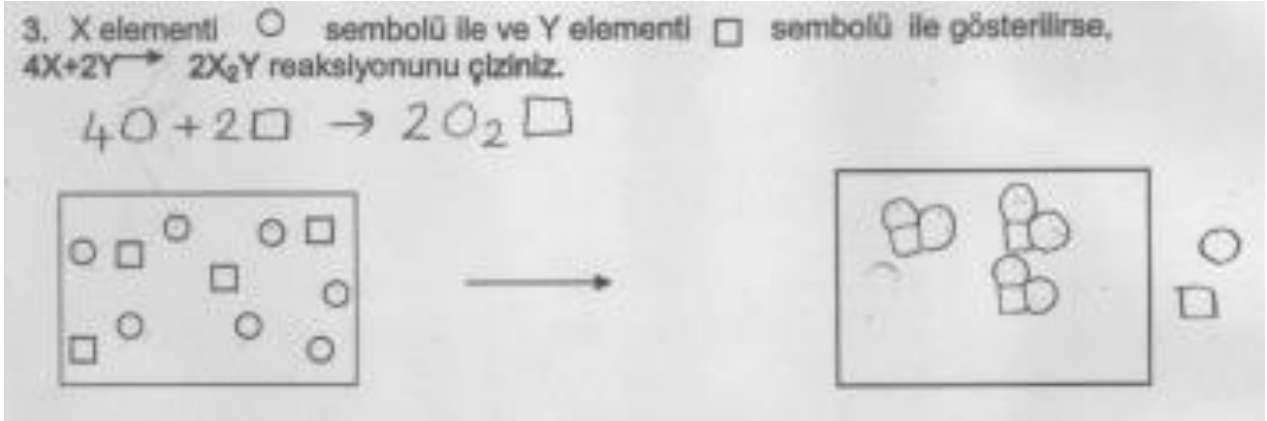 3. X elementi ○ sembolü ile ve Y elementi □ sembolü ile gösterilirse,
4X+2Y → 2X₂Y reaksiyonunu çiziniz.
4○ + 2□ → 2○₂□